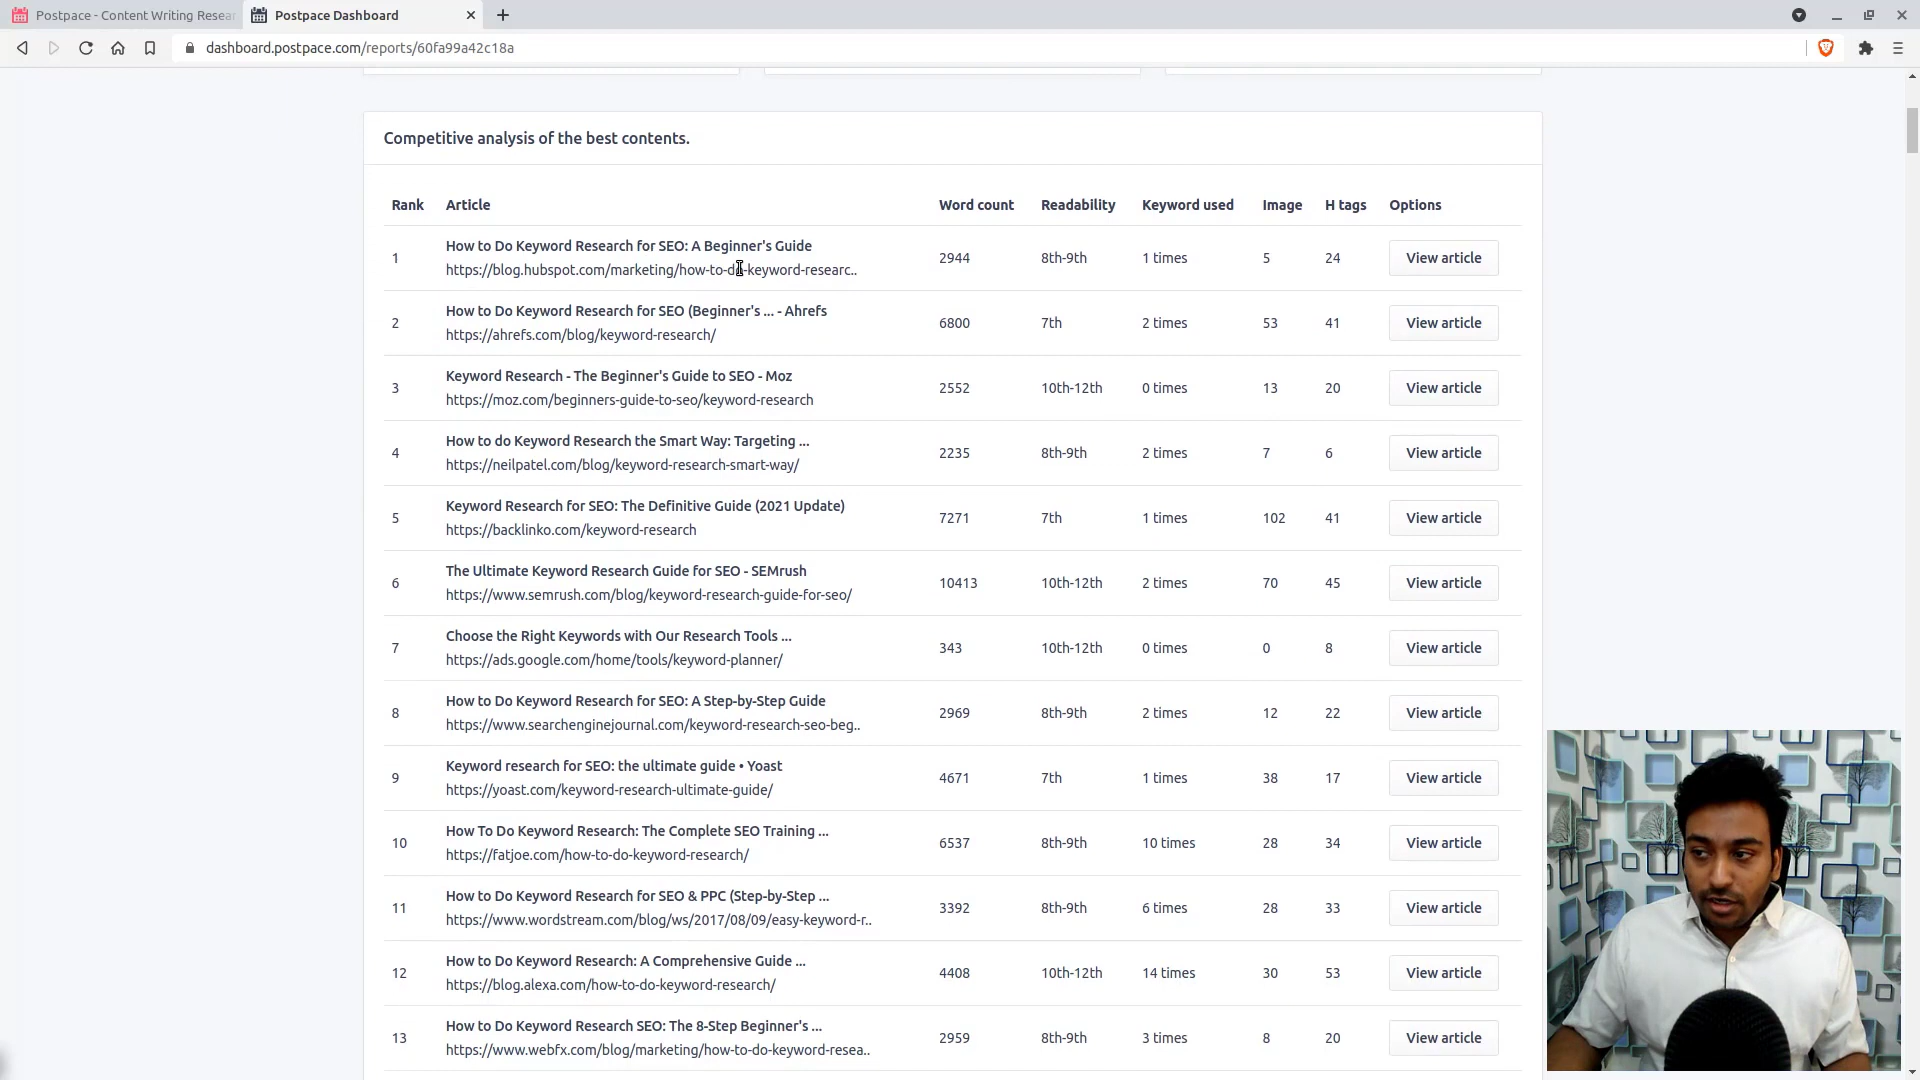 Postpace - Content Writing Resear
Postpace Dashboard
dashboard.postpace.com/reports/60fa99a42c18a
Competitive analysis of the best contents.
Rank Article Word count Readability Keyword used Image H tags Options
1 How to Do Keyword Research for SEO: A Beginner's Guide 2944 8th-9th 1 times 5 24 View article
https://blog.hubspot.com/marketing/how-to-do-keyword-researc..
2 How to Do Keyword Research for SEO (Beginner's ... - Ahrefs 6800 7th 2 times 53 41 View article
https://ahrefs.com/blog/keyword-research/
3 Keyword Research - The Beginner's Guide to SEO - Moz 2552 10th-12th 0 times 13 20 View article
https://moz.com/beginners-guide-to-seo/keyword-research
4 How to do Keyword Research the Smart Way: Targeting ... 2235 8th-9th 2 times 7 6 View article
https://neilpatel.com/blog/keyword-research-smart-way/
5 Keyword Research for SEO: The Definitive Guide (2021 Update) 7271 7th 1 times 102 41 View article
https://backlinko.com/keyword-research
6 The Ultimate Keyword Research Guide for SEO - SEMrush 10413 10th-12th 2 times 70 45 View article
https://www.semrush.com/blog/keyword-research-guide-for-seo/
7 Choose the Right Keywords with Our Research Tools ... 343 10th-12th 0 times 0 8 View article
https://ads.google.com/home/tools/keyword-planner/
8 How to Do Keyword Research for SEO: A Step-by-Step Guide 2969 8th-9th 2 times 12 22 View article
https://www.searchenginejournal.com/keyword-research-seo-beg..
9 Keyword research for SEO: the ultimate guide • Yoast 4671 7th 1 times 38 17 View article
https://yoast.com/keyword-research-ultimate-guide/
10 How To Do Keyword Research: The Complete SEO Training ... 6537 8th-9th 10 times 28 34 View article
https://fatjoe.com/how-to-do-keyword-research/
11 How to Do Keyword Research for SEO & PPC (Step-by-Step ... 3392 8th-9th 6 times 28 33 View article
https://www.wordstream.com/blog/ws/2017/08/09/easy-keyword-r..
12 How to Do Keyword Research: A Comprehensive Guide ... 4408 10th-12th 14 times 30 53 View article
https://blog.alexa.com/how-to-do-keyword-research/
13 How to Do Keyword Research SEO: The 8-Step Beginner's ... 2959 8th-9th 3 times 8 20 View article
https://www.webfx.com/blog/marketing/how-to-do-keyword-resea..